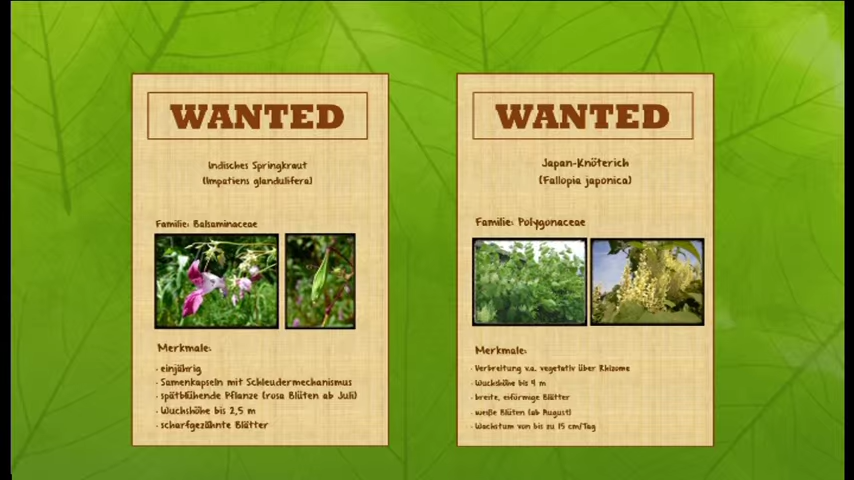 WANTED
Indisches Springkraut
(Impatiens glandulifera)
Familie: Balsaminaceae
Merkmale:
- einjährig
- Samenkapseln mit Schleudermechanismus
- spätblühende Pflanze (rosa Blüten ab Juli)
- Wuchshöhe bis 2,5 m
- scharfgezähnte Blätter
WANTED
Japan-Knöterich
(Fallopia japonica)
Familie: Polygonaceae
Merkmale:
- Verbreitung v.a. vegetativ über Rhizome
- Wuchshöhe bis 4 m
- breite, eiförmige Blätter
- weiße Blüten (ab August)
- Wachstum von bis zu 15 cm/Tag